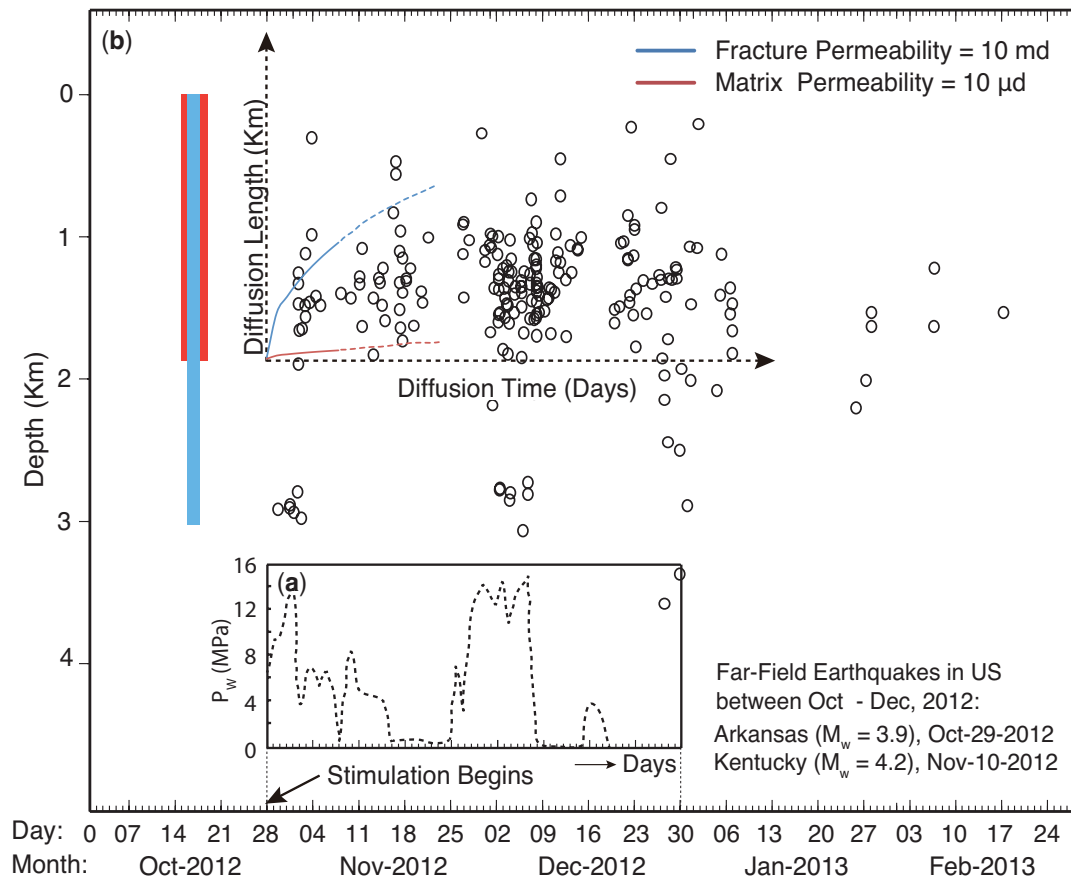 (b)
Fracture Permeability = 10 md
Matrix Permeability = 10 µd
0
1
2
3
4
Depth (Km)
Diffusion Length (Km)
Diffusion Time (Days)
(a)
16
12
8
4
0
P_w (MPa)
Days
Stimulation Begins
Far-Field Earthquakes in US
between Oct - Dec, 2012:
Arkansas (M_w = 3.9), Oct-29-2012
Kentucky (M_w = 4.2), Nov-10-2012
Day: 0 07 14 28 04 11 18 25 02 09 16 23 30 06 13 20 27 03 10 17 24
Month: Oct-2012 Nov-2012 Dec-2012 Jan-2013 Feb-2013